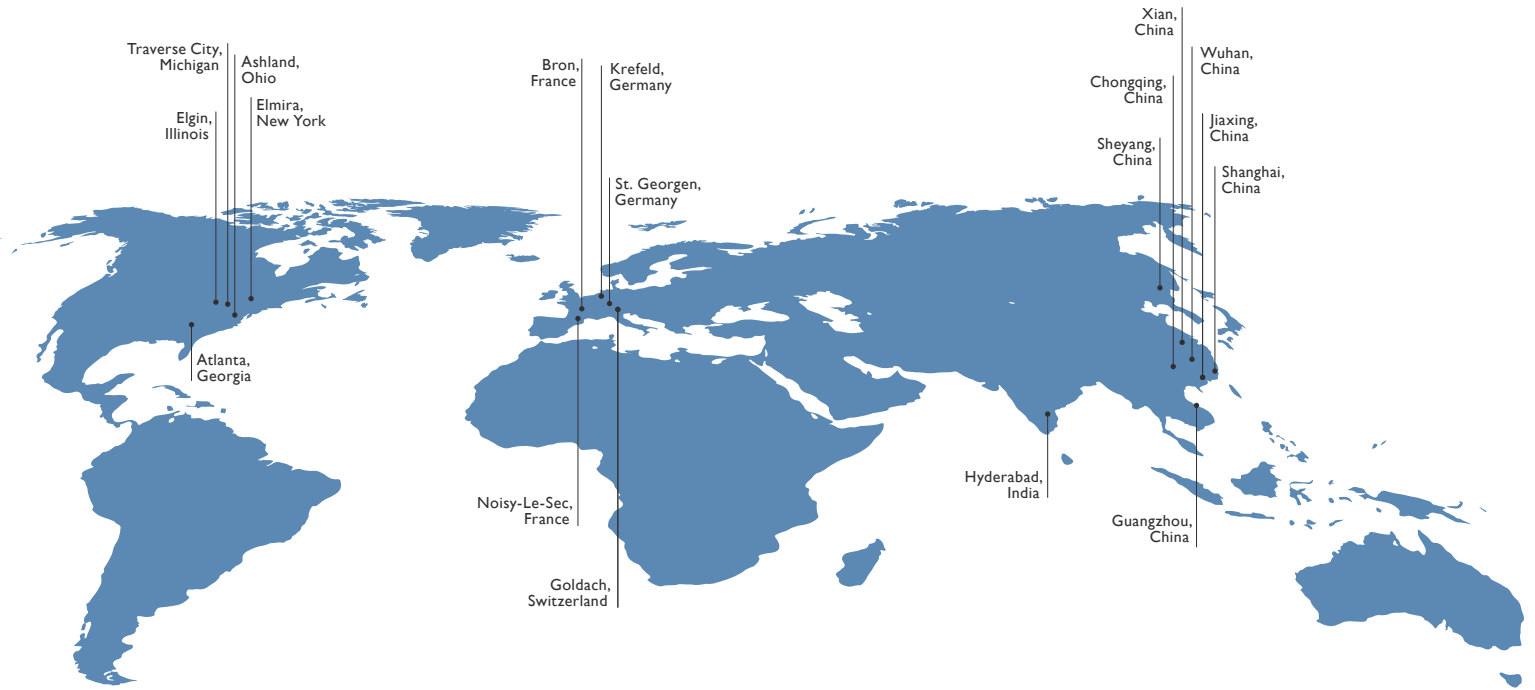 Xian,
China
Traverse City,
Michigan
Ashland,
Ohio
Bron,
France
Krefeld,
Germany
Wuhan,
China
Chongqing,
China
Elmira,
New York
Elgin,
Illinois
Jiaxing,
China
Sheyang,
China
Shanghai,
China
St. Georgen,
Germany
Atlanta,
Georgia
Hyderabad,
India
Noisy-Le-Sec,
France
Guangzhou,
China
Goldach,
Switzerland